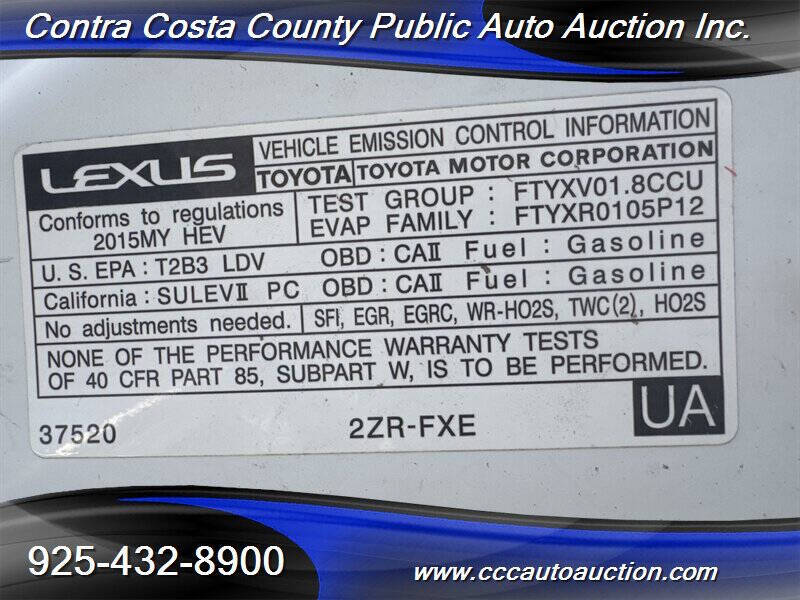 Contra Costa County Public Auto Auction Inc.
LEXUS
VEHICLE EMISSION CONTROL INFORMATION
TOYOTA TOYOTA MOTOR CORPORATION
Conforms to regulations
2015MY HEV
TEST GROUP : FTYXV01.8CCU
EVAP FAMILY : FTYXR0105P12
U. S. EPA : T2B3 LDV OBD : CAII Fuel : Gasoline
California : SULEVII PC OBD : CAII Fuel : Gasoline
No adjustments needed. SFI, EGR, EGRC, WR-HO2S, TWC(2), HO2S
NONE OF THE PERFORMANCE WARRANTY TESTS
OF 40 CFR PART 85, SUBPART W, IS TO BE PERFORMED.
37520 2ZR-FXE UA
925-432-8900
www.cccautoauction.com